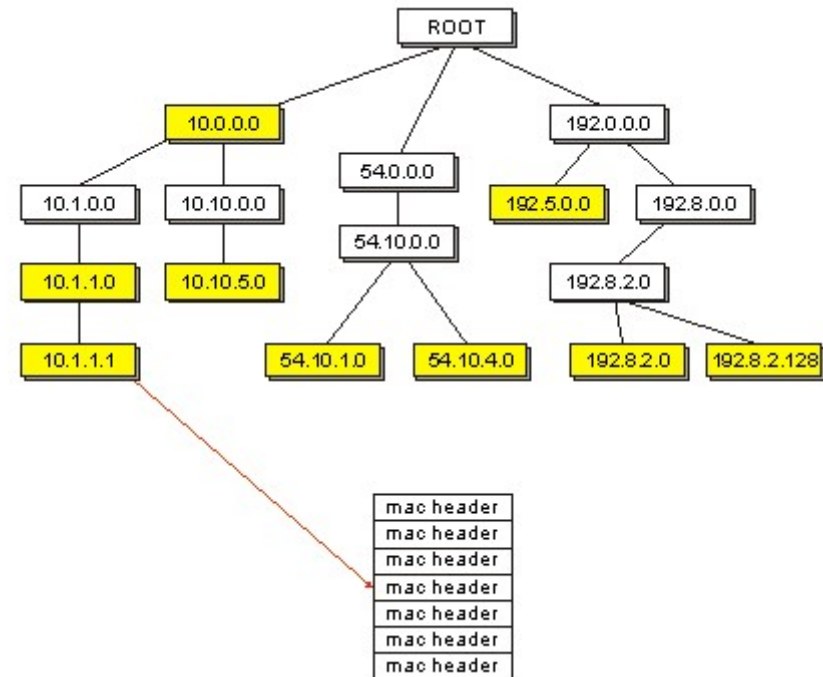 ROOT
10.0.0.0
192.0.0.0
54.0.0.0
10.1.0.0
10.10.0.0
192.5.0.0
192.8.0.0
54.10.0.0
10.1.1.0
10.10.5.0
192.8.2.0
10.1.1.1
54.10.1.0
54.10.4.0
192.8.2.0
192.8.2.128
mac header
mac header
mac header
mac header
mac header
mac header
mac header